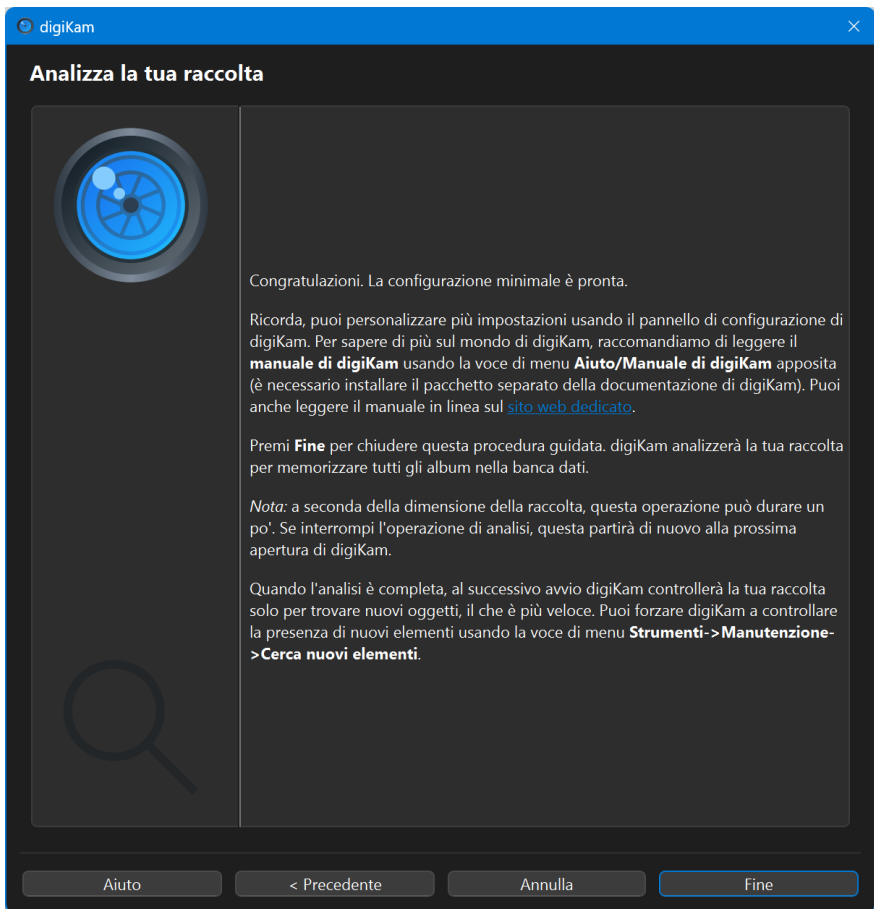 digiKam
Analizza la tua raccolta
Congratulazioni. La configurazione minimale è pronta.
Ricorda, puoi personalizzare più impostazioni usando il pannello di configurazione di
digiKam. Per sapere di più sul mondo di digiKam, raccomandiamo di leggere il
manuale di digiKam usando la voce di menu Aiuto/Manuale di digiKam apposita
(è necessario installare il pacchetto separato della documentazione di digiKam). Puoi
anche leggere il manuale in linea sul sito web dedicato.
Premi Fine per chiudere questa procedura guidata. digiKam analizzerà la tua raccolta
per memorizzare tutti gli album nella banca dati.
Nota: a seconda della dimensione della raccolta, questa operazione può durare un
po'. Se interrompi l'operazione di analisi, questa partirà di nuovo alla prossima
apertura di digiKam.
Quando l'analisi è completa, al successivo avvio digiKam controllerà la tua raccolta
solo per trovare nuovi oggetti, il che è più veloce. Puoi forzare digiKam a controllare
la presenza di nuovi elementi usando la voce di menu Strumenti->Manutenzione-
>Cerca nuovi elementi.
Aiuto
< Precedente
Annulla
Fine